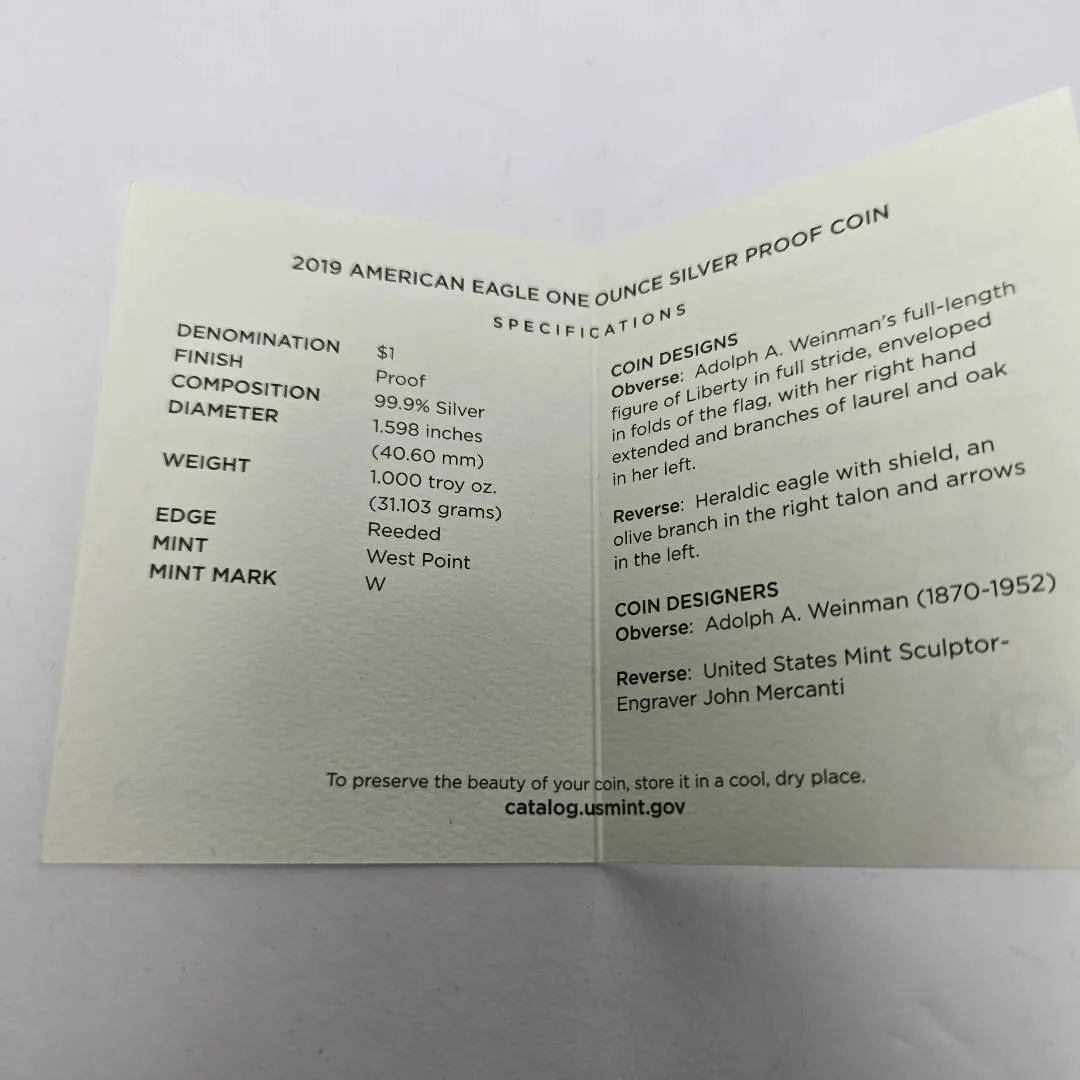 2019 AMERICAN EAGLE ONE OUNCE SILVER PROOF COIN
SPECIFICATIONS
DENOMINATION $1
FINISH Proof
COMPOSITION 99.9% Silver
DIAMETER 1.598 inches
(40.60 mm)
WEIGHT 1.000 troy oz.
(31.103 grams)
EDGE Reeded
MINT West Point
MINT MARK W
COIN DESIGNS
Obverse: Adolph A. Weinman's full-length
figure of Liberty in full stride, enveloped
in folds of the flag, with her right hand
extended and branches of laurel and oak
in her left.
Reverse: Heraldic eagle with shield, an
olive branch in the right talon and arrows
in the left.
COIN DESIGNERS
Obverse: Adolph A. Weinman (1870-1952)
Reverse: United States Mint Sculptor-
Engraver John Mercanti
To preserve the beauty of your coin, store it in a cool, dry place.
catalog.usmint.gov